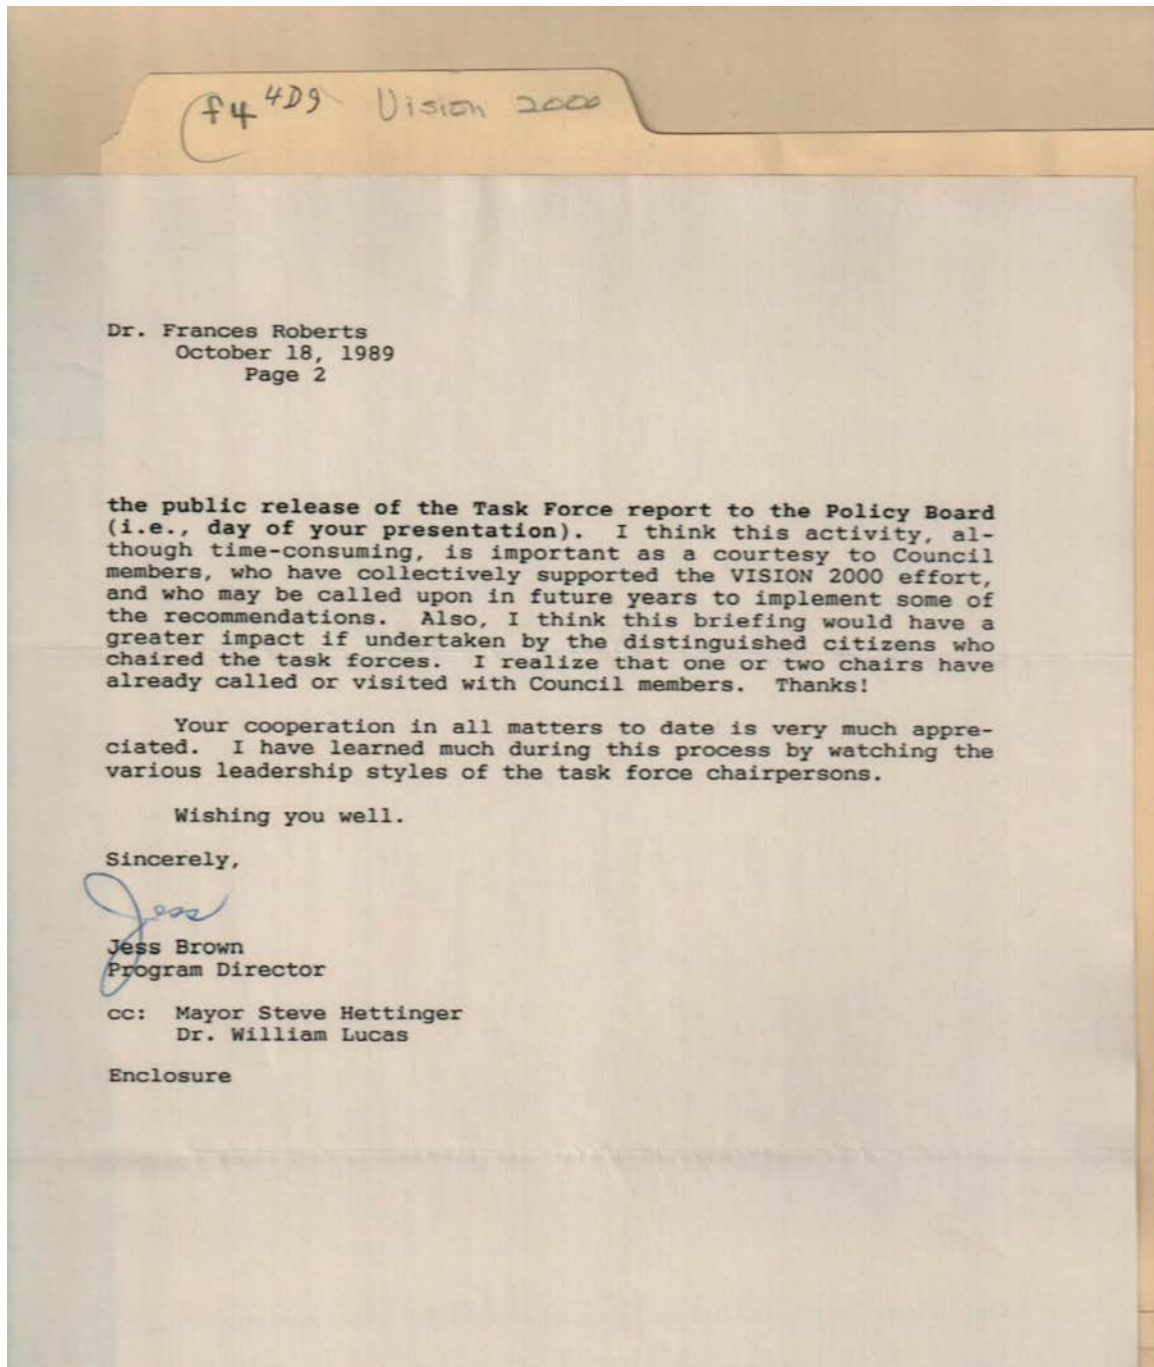 f4 4D9 Vision 2000
Dr. Frances Roberts
October 18, 1989
Page 2
the public release of the Task Force report to the Policy Board
(i.e., day of your presentation). I think this activity, al-
though time-consuming, is important as a courtesy to Council
members, who have collectively supported the VISION 2000 effort,
and who may be called upon in future years to implement some of
the recommendations. Also, I think this briefing would have a
greater impact if undertaken by the distinguished citizens who
chaired the task forces. I realize that one or two chairs have
already called or visited with Council members. Thanks!
Your cooperation in all matters to date is very much appre-
ciated. I have learned much during this process by watching the
various leadership styles of the task force chairpersons.
Wishing you well.
Sincerely,
Jess
Jess Brown
Program Director
cc: Mayor Steve Hettinger
Dr. William Lucas
Enclosure